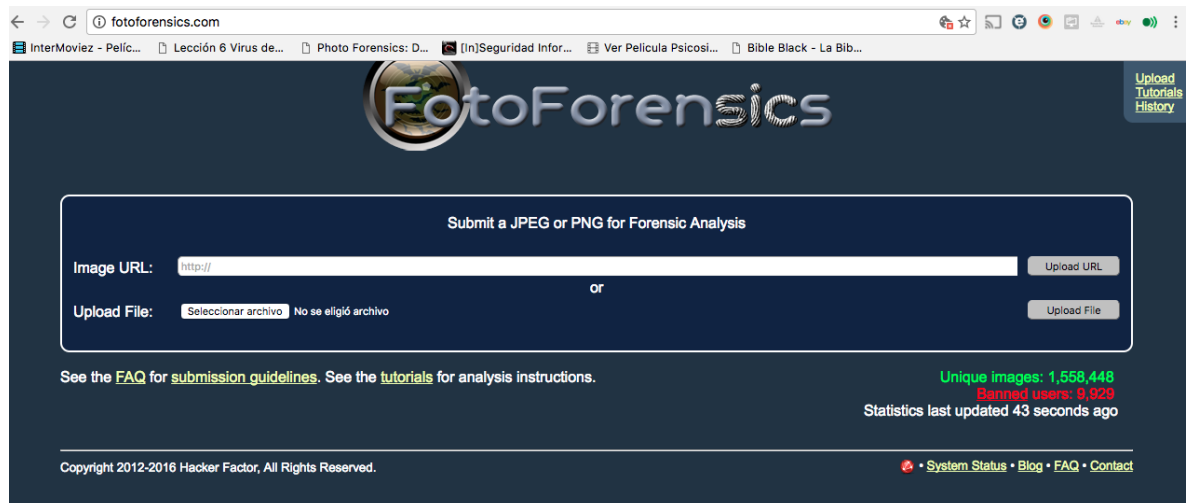 fotoforensics.com
InterMoviez - Pelíc... Lección 6 Virus de... Photo Forensics: D... [In]Seguridad Infor... Ver Pelicula Psicosi... Bible Black - La Bib...
FotoForensics
Upload
Tutorials
History
Submit a JPEG or PNG for Forensic Analysis
Image URL: http:// Upload URL
or
Upload File: Seleccionar archivo No se eligió archivo Upload File
See the FAQ for submission guidelines. See the tutorials for analysis instructions.
Unique images: 1,558,448
Banned users: 9,929
Statistics last updated 43 seconds ago
Copyright 2012-2016 Hacker Factor, All Rights Reserved.
• System Status • Blog • FAQ • Contact